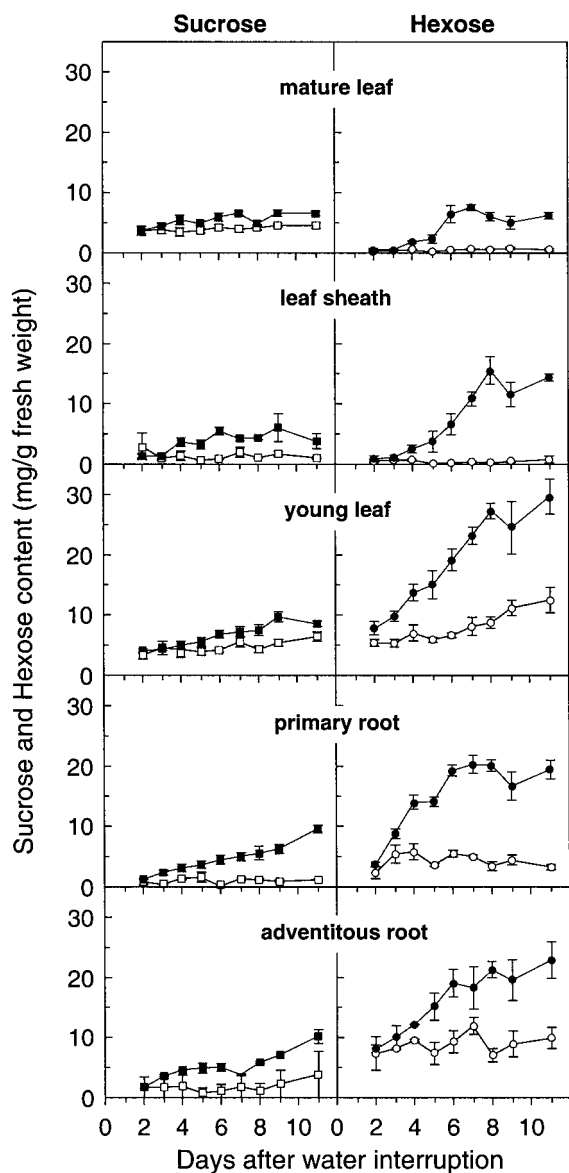 Sucrose
Hexose
Sucrose and Hexose content (mg/g fresh weight)
mature leaf
30
20
10
0
leaf sheath
30
20
10
0
young leaf
30
20
10
0
primary root
30
20
10
0
adventitous root
30
20
10
0
0 2 4 6 8 10 0 2 4 6 8 10
Days after water interruption